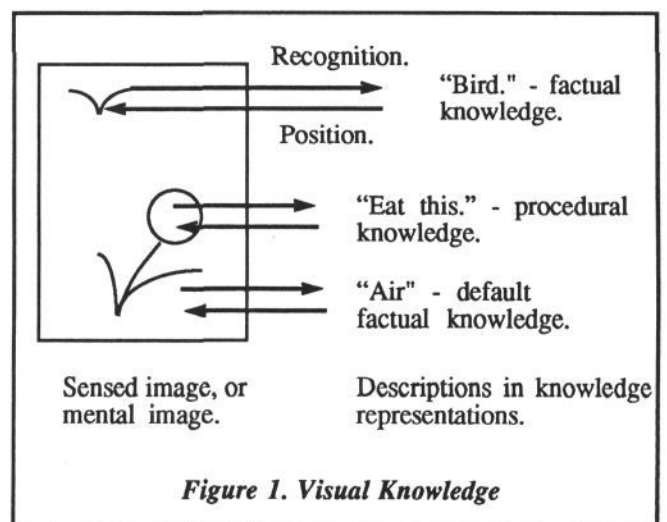 Recognition.
“Bird." - factual
knowledge.
Position.
“Eat this.” - procedural
knowledge.
“Air" - default
factual knowledge.
Sensed image, or
mental image.
Descriptions in knowledge
representations.
Figure 1. Visual Knowledge